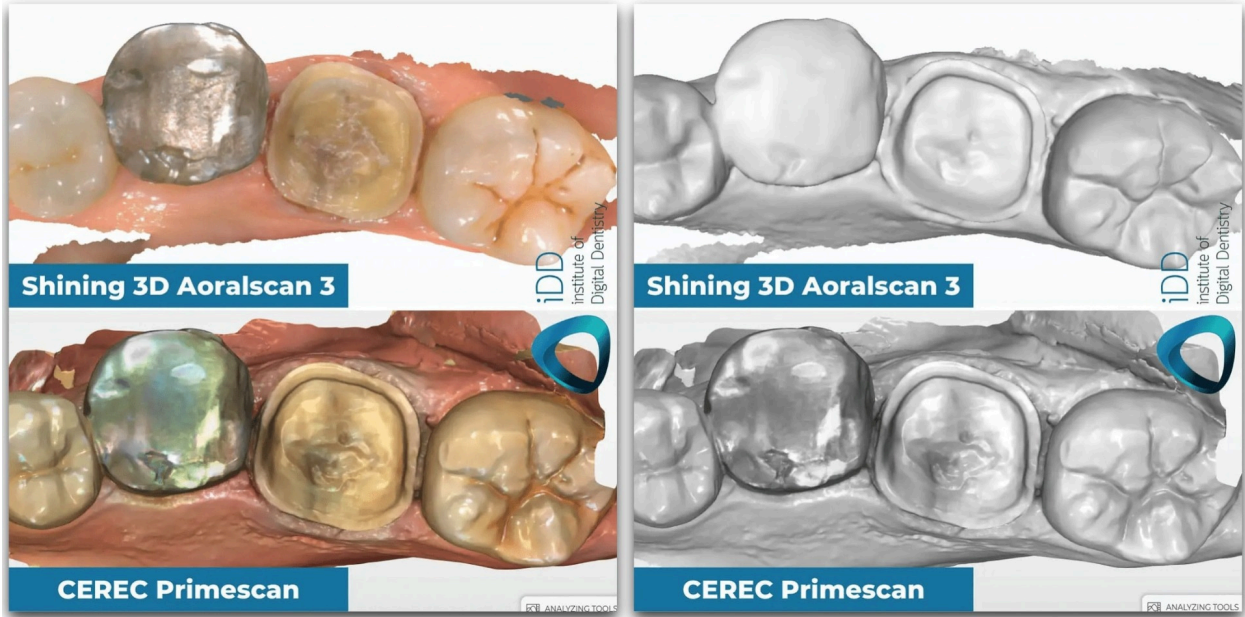 Shining 3D Aoralscan 3
iDD
institute of
Digital Dentistry
CEREC Primescan
ANALYZING TOOLS
Shining 3D Aoralscan 3
iDD
institute of
Digital Dentistry
CEREC Primescan
ANALYZING TOOLS